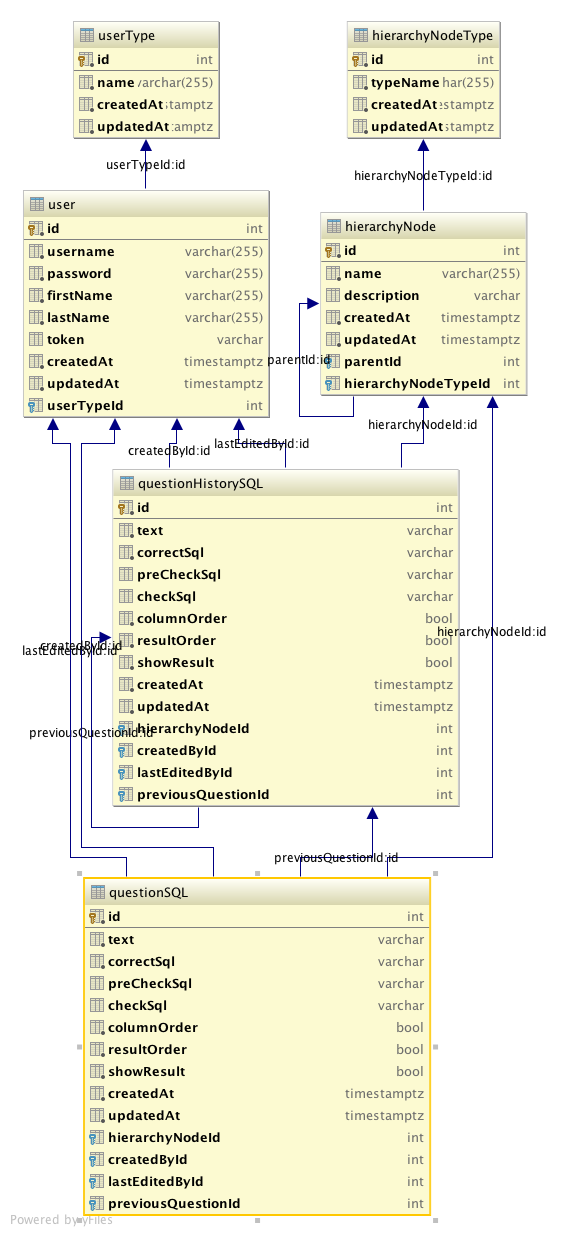 userType
id int
name varchar(255)
createdAt stamptz
updatedAt tamptz
hierarchyNodeType
id int
typeName har(255)
createdAt estamptz
updatedAt stamptz
userTypeId:id
hierarchyNodeTypeId:id
user
id int
username varchar(255)
password varchar(255)
firstName varchar(255)
lastName varchar(255)
token varchar
createdAt timestamptz
updatedAt timestamptz
userTypeId int
hierarchyNode
id int
name varchar(255)
description varchar
createdAt timestamptz
updatedAt timestamptz
parentId int
hierarchyNodeTypeId int
parentId:id
createdById:id
lastEditedById:id
hierarchyNodeId:id
questionHistorySQL
id int
text varchar
correctSql varchar
preCheckSql varchar
checkSql varchar
columnOrder bool
resultOrder bool
showResult bool
createdAt timestamptz
updatedAt timestamptz
hierarchyNodeId int
createdById int
lastEditedById int
previousQuestionId int
createdById:id
lastEditedById:id
hierarchyNodeId:id
previousQuestionId:id
previousQuestionId:id
questionSQL
id int
text varchar
correctSql varchar
preCheckSql varchar
checkSql varchar
columnOrder bool
resultOrder bool
showResult bool
createdAt timestamptz
updatedAt timestamptz
hierarchyNodeId int
createdById int
lastEditedById int
previousQuestionId int
Powered by yFiles